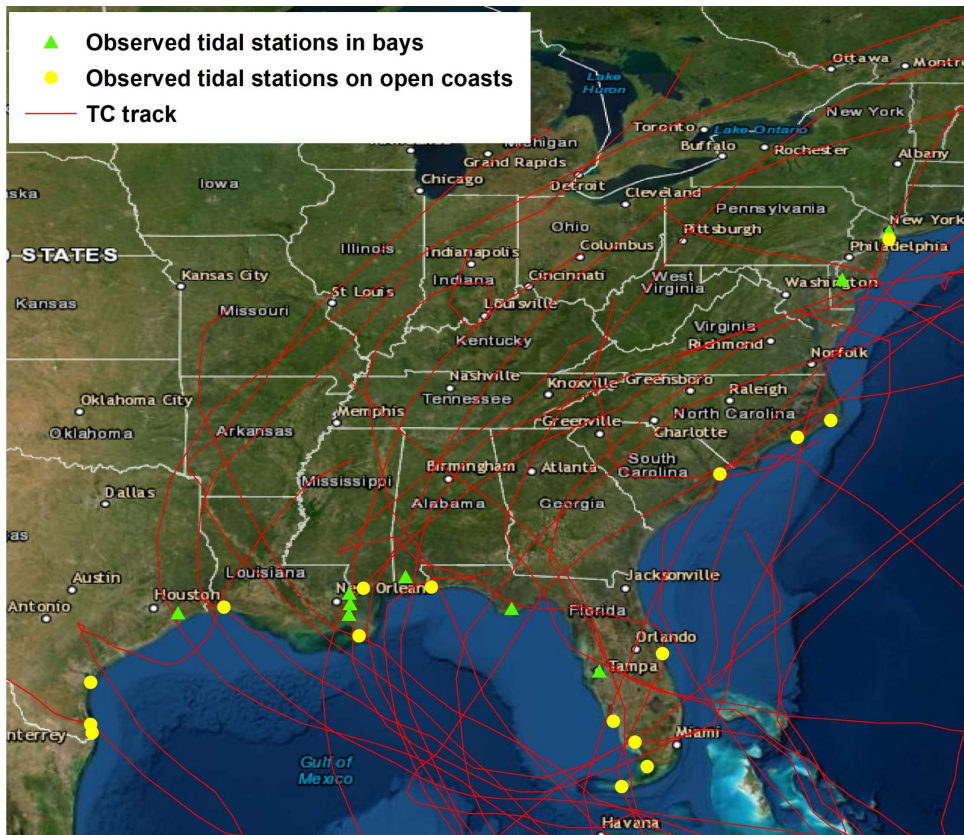 Observed tidal stations in bays
Observed tidal stations on open coasts
TC track
Lake
Huron
Ottawa
Montre
New York
Toronto
Lake Ontario
Michigan
Grand Rapids
Buffalo
Rochester
Albany
Detroit
Chicago
Iowa
ska
Cleveland
Pennsylvania
New York
Ohio
Pittsburgh
Philadelphia
D STATES
Illinois
Indianapolis
Columbus
Kansas City
Indiana
Cincinnati
West
Virginia
Washington
Kansas
Missouri
St Louis
Louisville
Virginia
Kentucky
Richmond
Norfolk
Nashville
Knoxville
Greensboro
Raleigh
Oklahoma City
Tennessee
Memphis
North Carolina
Oklahoma
Arkansas
Greenville
Charlotte
South
Carolina
Birmingham
Atlanta
Mississippi
Dallas
Alabama
Georgia
as
Louisiana
Jacksonville
Austin
Houston
New Orleans
Antonio
Florida
Orlando
Tampa
nterrey
Miami
Gulf of
Mexico
Havana